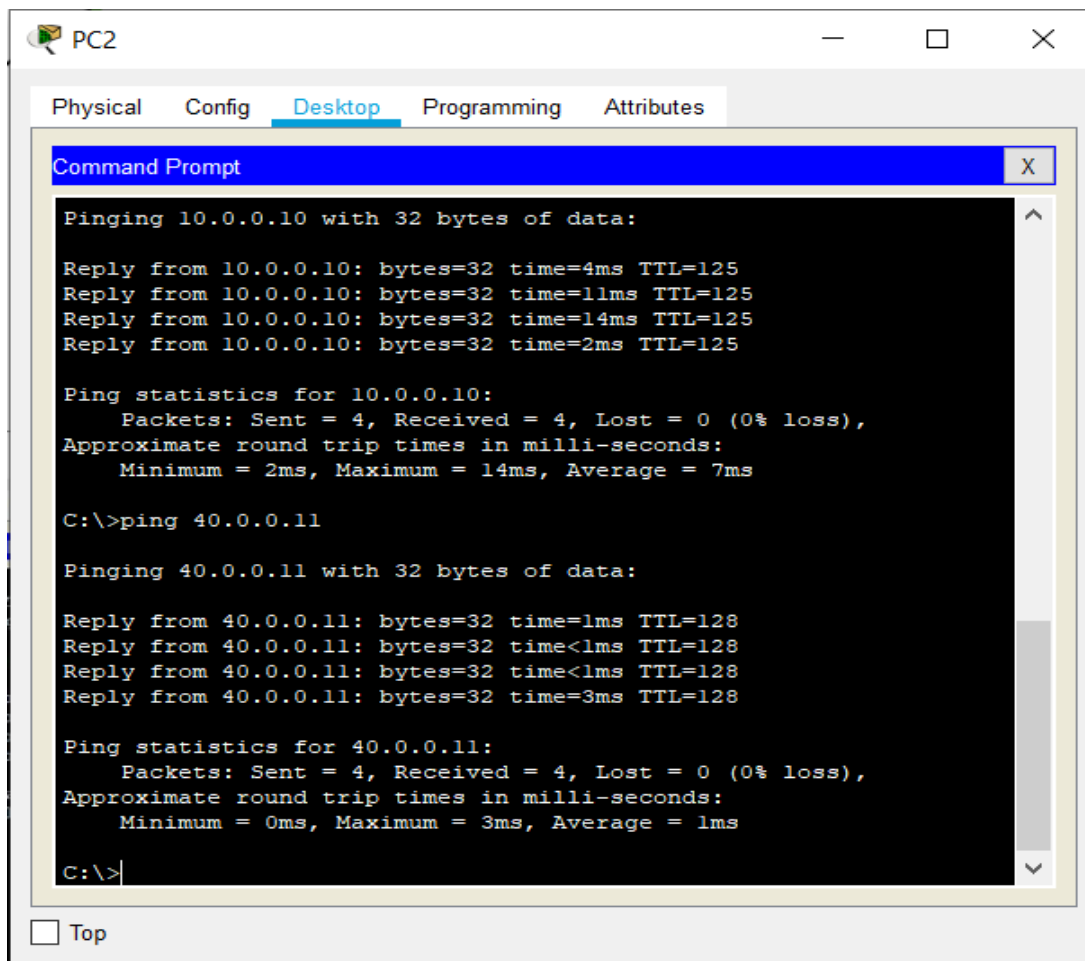 PC2
Physical Config Desktop Programming Attributes
Command Prompt X
Pinging 10.0.0.10 with 32 bytes of data:
Reply from 10.0.0.10: bytes=32 time=4ms TTL=125
Reply from 10.0.0.10: bytes=32 time=11ms TTL=125
Reply from 10.0.0.10: bytes=32 time=14ms TTL=125
Reply from 10.0.0.10: bytes=32 time=2ms TTL=125
Ping statistics for 10.0.0.10:
Packets: Sent = 4, Received = 4, Lost = 0 (0% loss),
Approximate round trip times in milli-seconds:
Minimum = 2ms, Maximum = 14ms, Average = 7ms
C:\>ping 40.0.0.11
Pinging 40.0.0.11 with 32 bytes of data:
Reply from 40.0.0.11: bytes=32 time=1ms TTL=128
Reply from 40.0.0.11: bytes=32 time<1ms TTL=128
Reply from 40.0.0.11: bytes=32 time<1ms TTL=128
Reply from 40.0.0.11: bytes=32 time=3ms TTL=128
Ping statistics for 40.0.0.11:
Packets: Sent = 4, Received = 4, Lost = 0 (0% loss),
Approximate round trip times in milli-seconds:
Minimum = 0ms, Maximum = 3ms, Average = 1ms
C:\>
Top